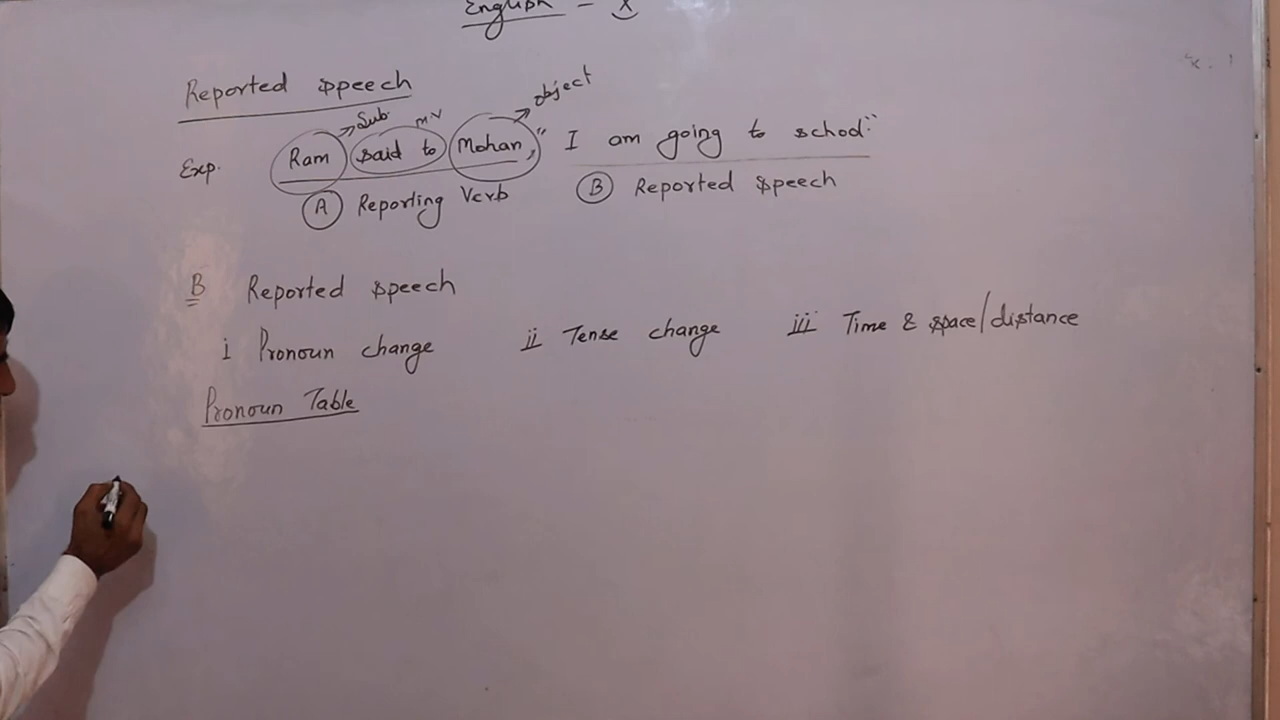 English - X
Reported speech
Sub. m.v object
Exp. Ram said to Mohan, " I am going to school."
A Reporting Verb B Reported speech
B Reported speech
i Pronoun change ii Tense change iii Time & space/distance
Pronoun Table